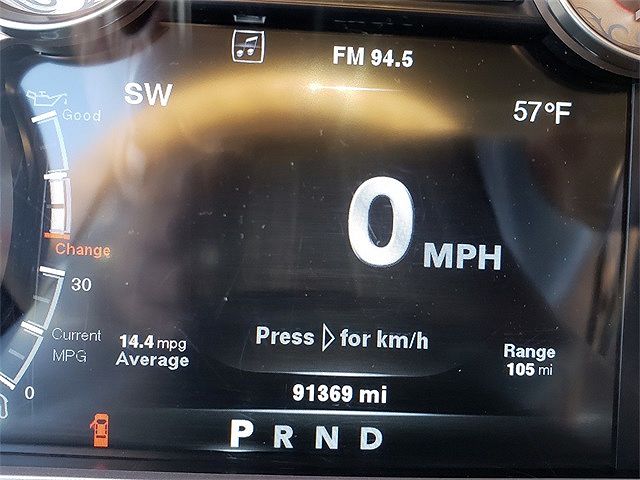 FM 94.5
SW
57°F
Good
0 MPH
Change
30
Current
MPG
14.4 mpg
Average
Press ▷ for km/h
Range
105 mi
0
91369 mi
P R N D